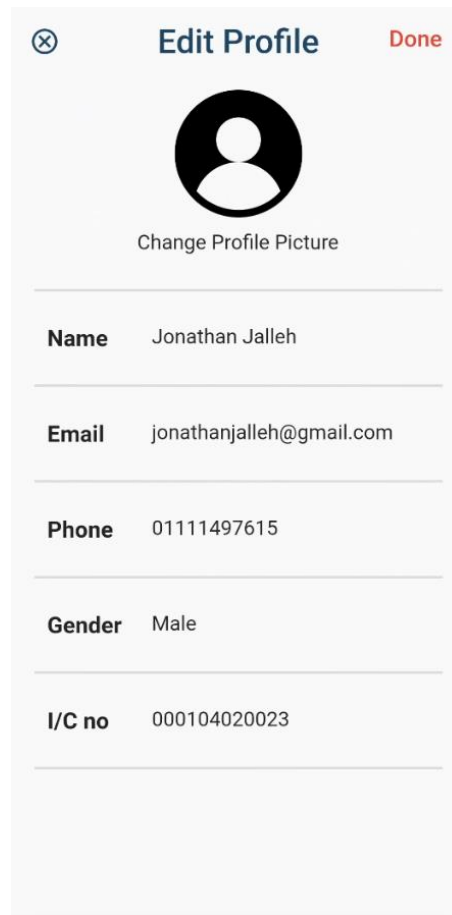 Edit Profile Done
Change Profile Picture
Name Jonathan Jalleh
Email jonathanjalleh@gmail.com
Phone 01111497615
Gender Male
I/C no 000104020023